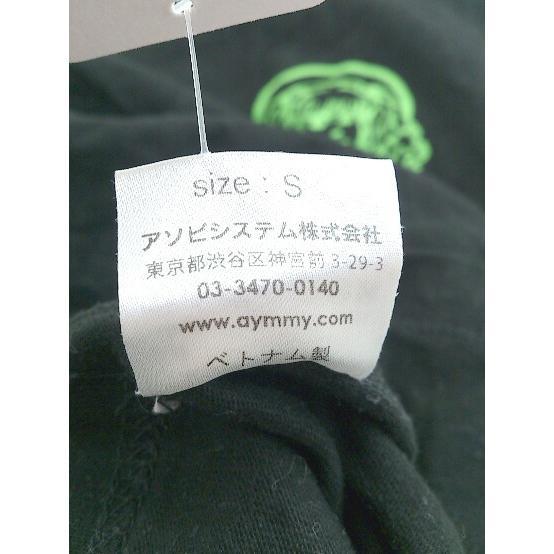 size : S
アソビシステム株式会社
東京都渋谷区神宮前 3-29-3
03-3470-0140
www.aymmy.com
ベトナム製